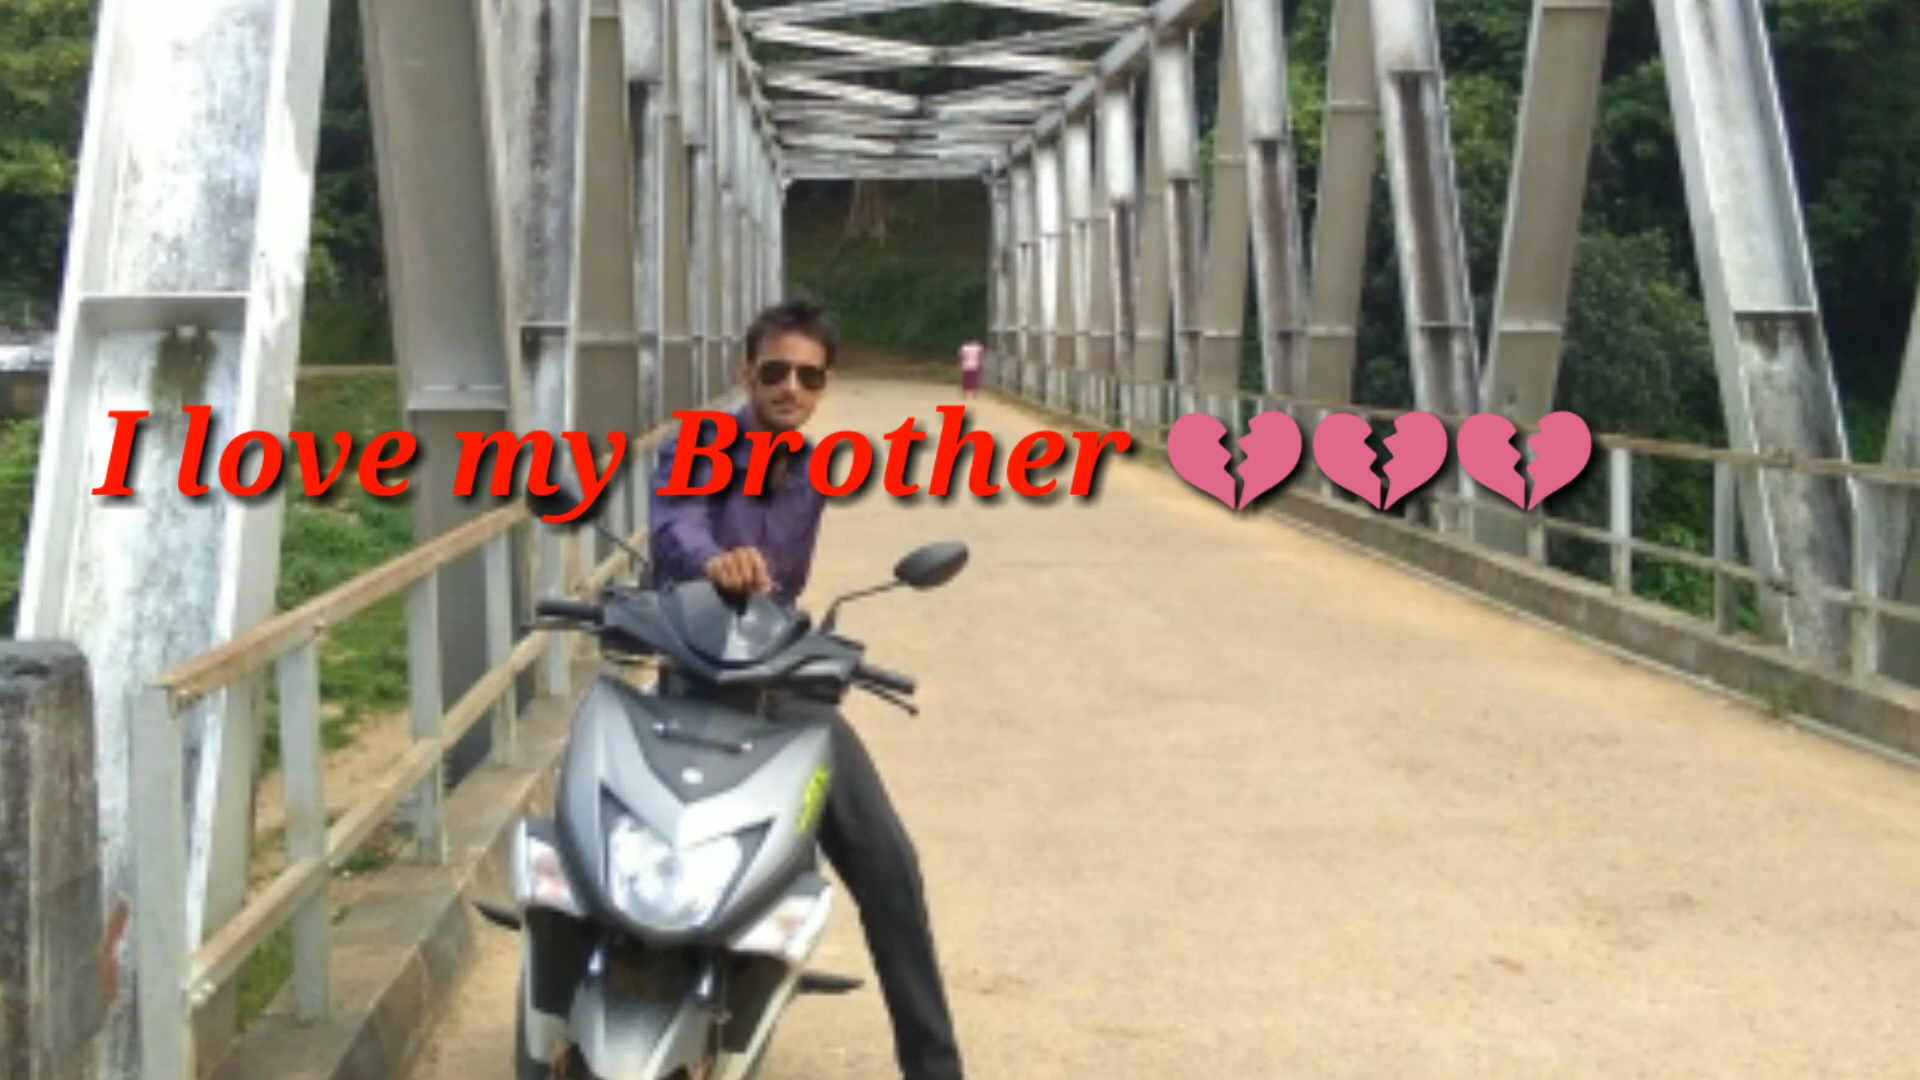 I love my Brother 💔💔💔